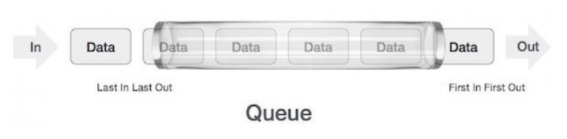 In Data Data Data Data Data Data Out
Last In Last Out First In First Out
Queue